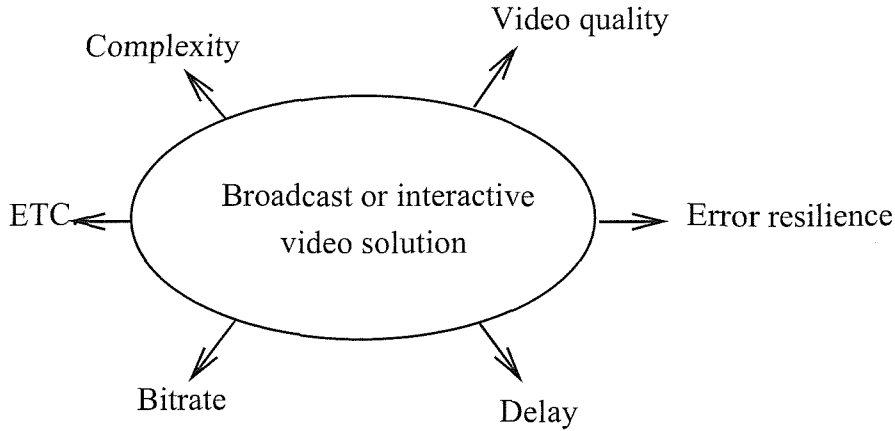 Video quality
Complexity
Broadcast or interactive
video solution
ETC
Error resilience
Bitrate
Delay